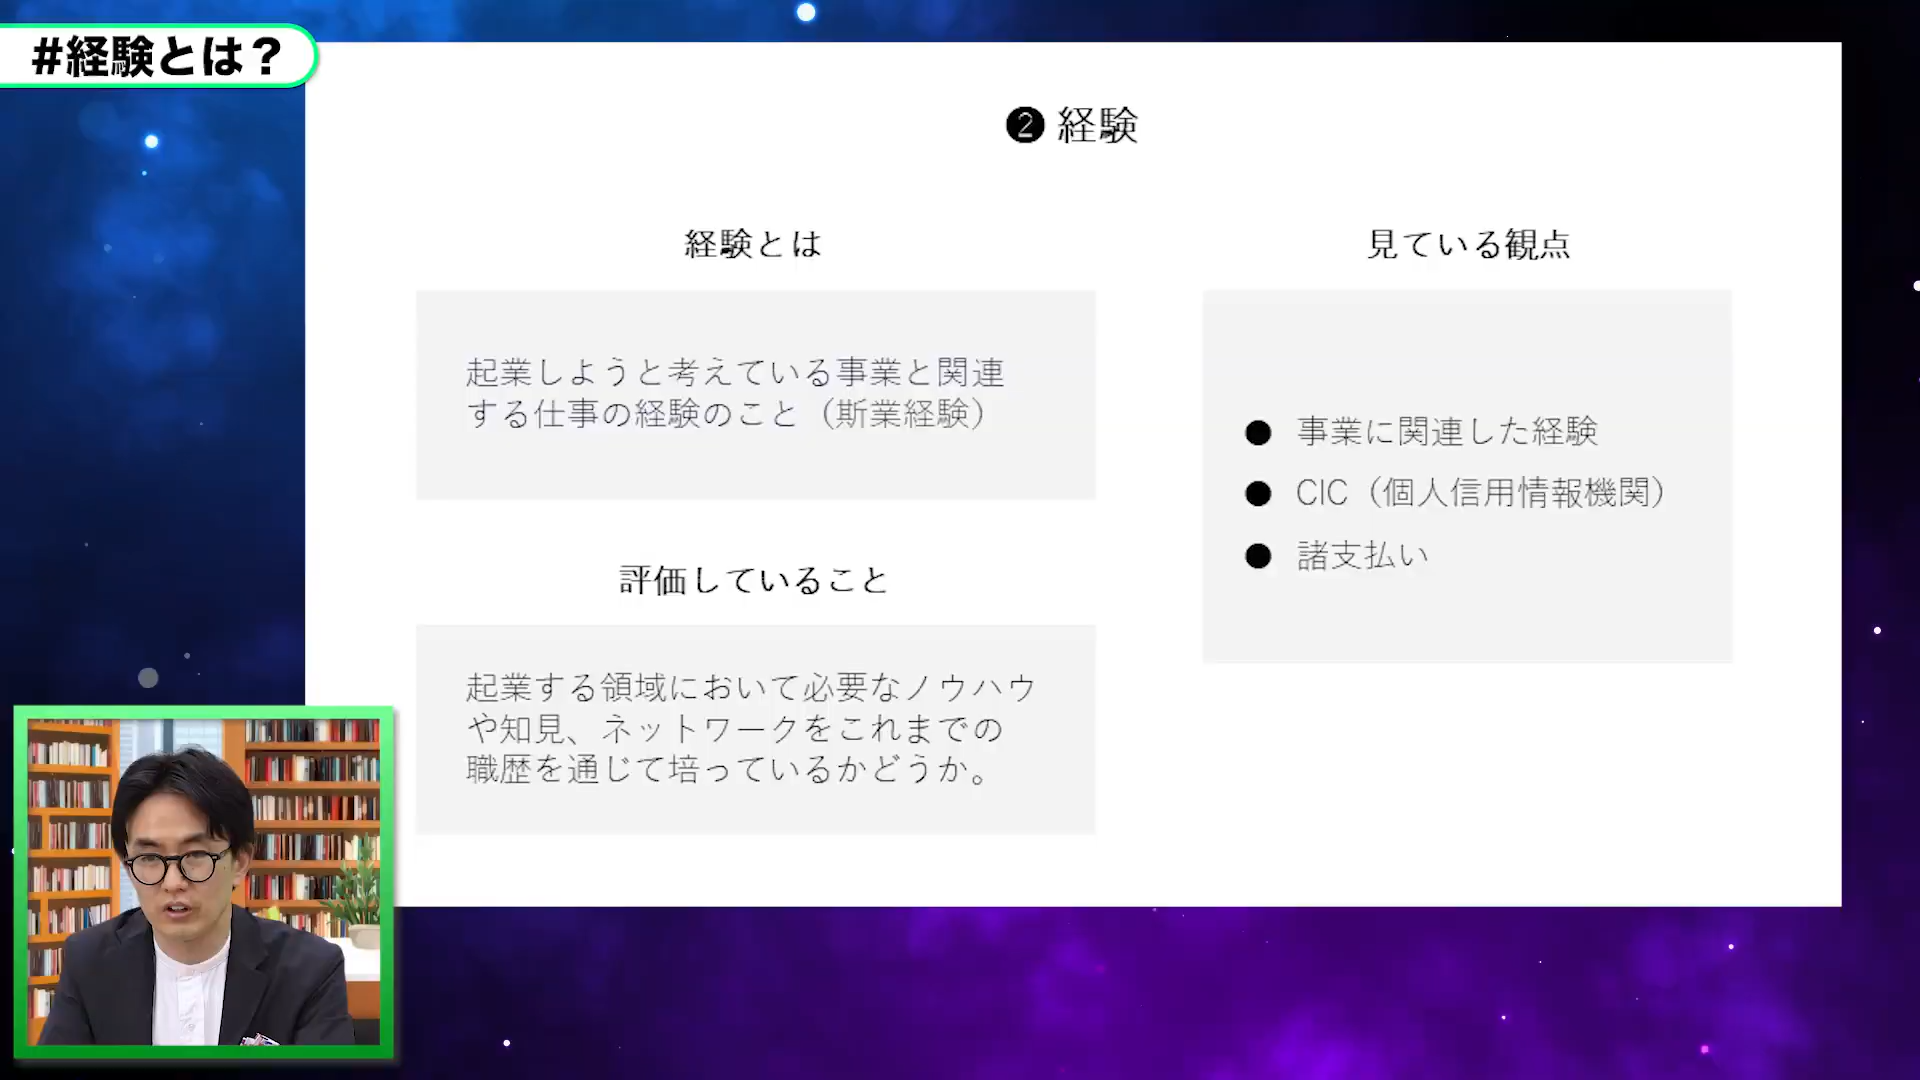 #経験とは？
❷ 経験
経験とは
起業しようと考えている事業と関連
する仕事の経験のこと（斯業経験）
評価していること
起業する領域において必要なノウハウ
や知見、ネットワークをこれまでの
職歴を通じて培っているかどうか。
見ている観点
● 事業に関連した経験
● CIC（個人信用情報機関）
● 諸支払い